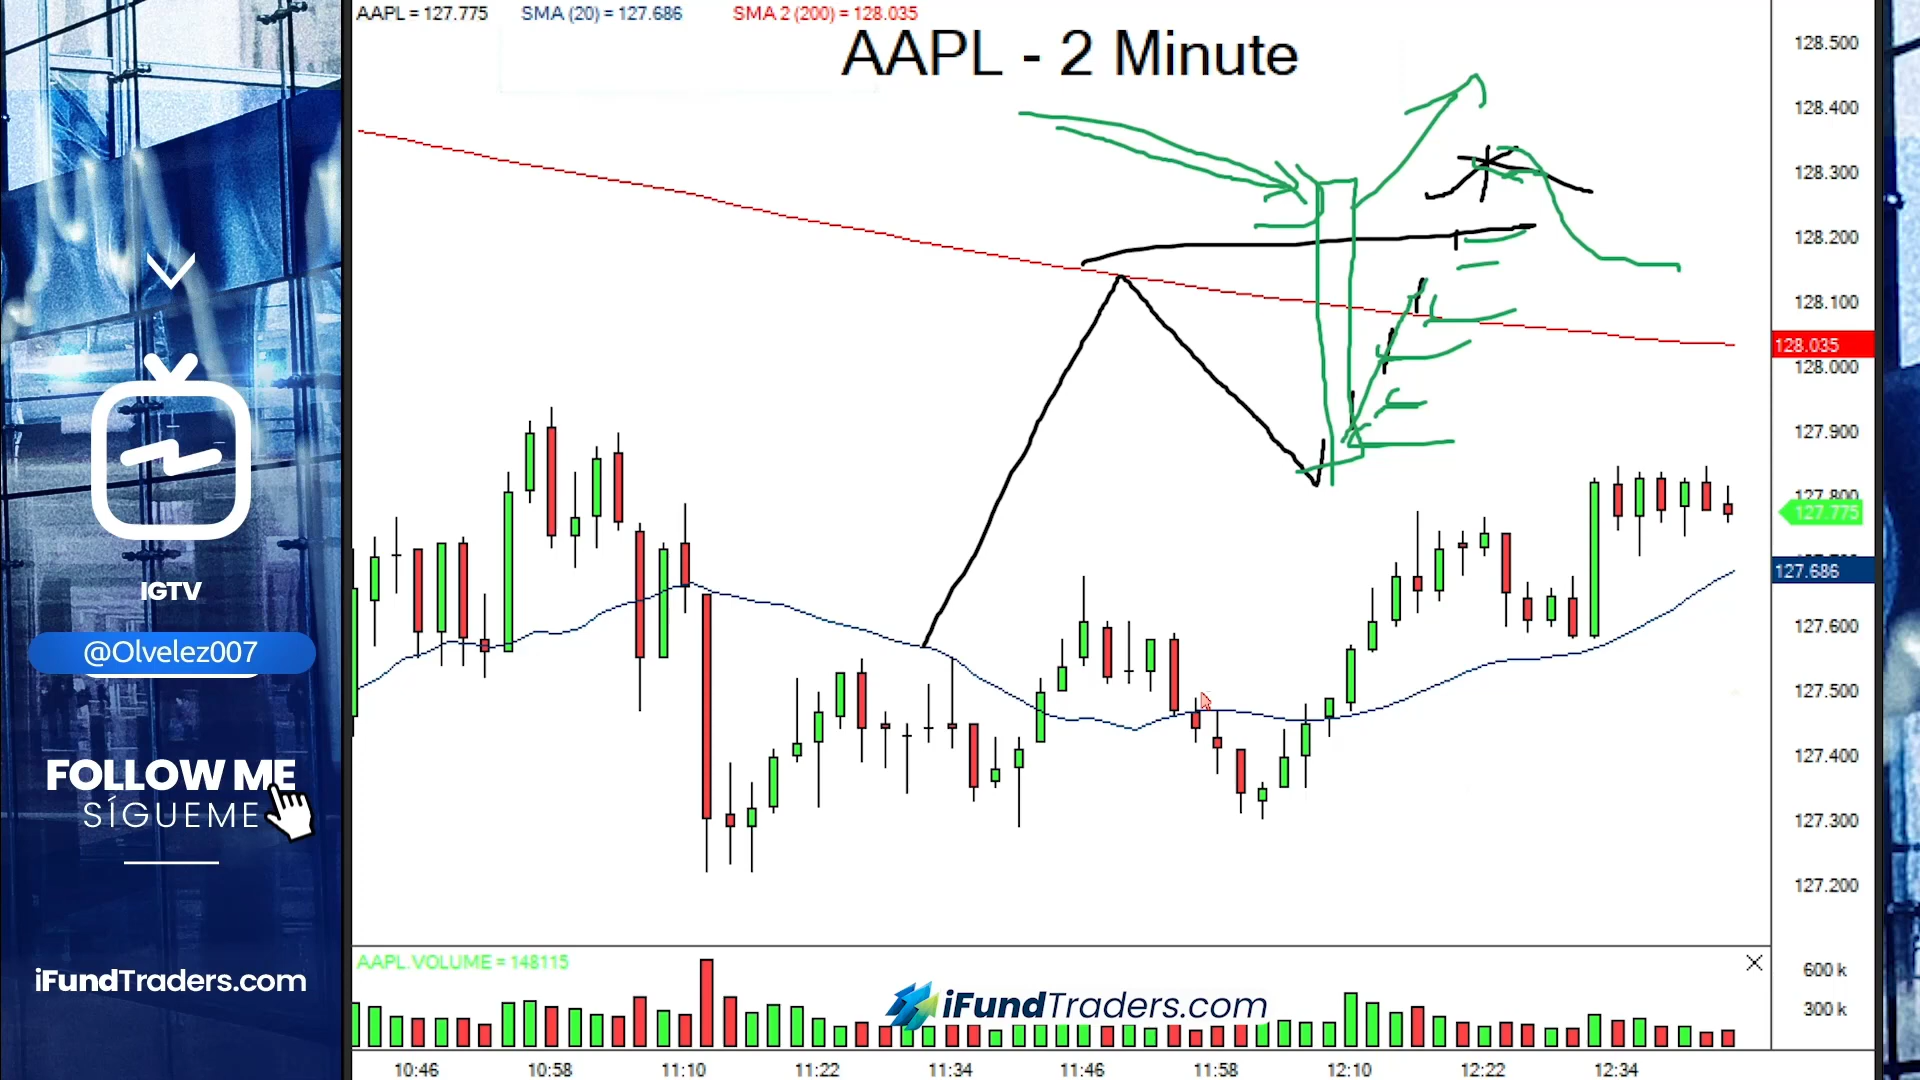 AAPL = 127.775 SMA (20) = 127.686 SMA 2 (200) = 128.035
AAPL - 2 Minute
128.500
128.400
128.300
128.200
128.100
128.035
128.000
127.900
127.800
127.775
127.686
127.600
127.500
127.400
127.300
127.200
IGTV
@Olvelez007
FOLLOW ME
SÍGUEME
iFundTraders.com
AAPL.VOLUME = 148115
600 k
300 k
iFundTraders.com
10:46 10:58 11:10 11:22 11:34 11:46 11:58 12:10 12:22 12:34